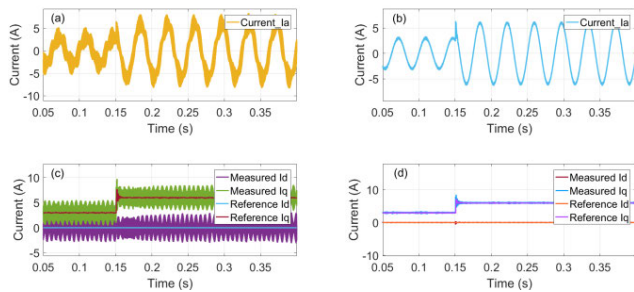 (a)
Current_Ia
Current (A)
5
0
-5
-10
0.05 0.1 0.15 0.2 0.25 0.3 0.35
Time (s)
(b)
Current_Ia
Current (A)
5
0
-5
0.05 0.1 0.15 0.2 0.25 0.3 0.35
Time (s)
(c)
Measured Id
Measured Iq
Reference Id
Reference Iq
Current (A)
10
5
0
-5
0.05 0.1 0.15 0.2 0.25 0.3 0.35
Time (s)
(d)
Measured Id
Measured Iq
Reference Id
Reference Iq
Current (A)
10
0
-10
0.05 0.1 0.15 0.2 0.25 0.3 0.35
Time (s)